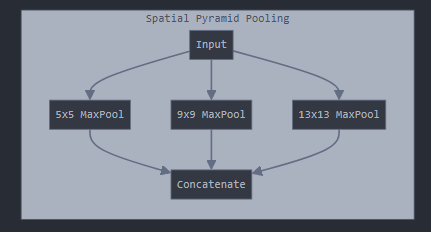 Spatial Pyramid Pooling
Input
5x5 MaxPool
9x9 MaxPool
13x13 MaxPool
Concatenate